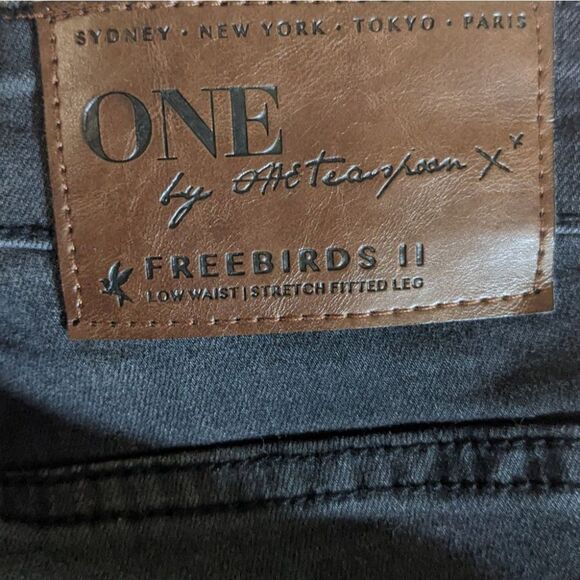 SYDNEY · NEW YORK · TOKYO · PARIS
ONE
by ONEteaspoon X x
FREEBIRDS II
LOW WAIST | STRETCH FITTED LEG